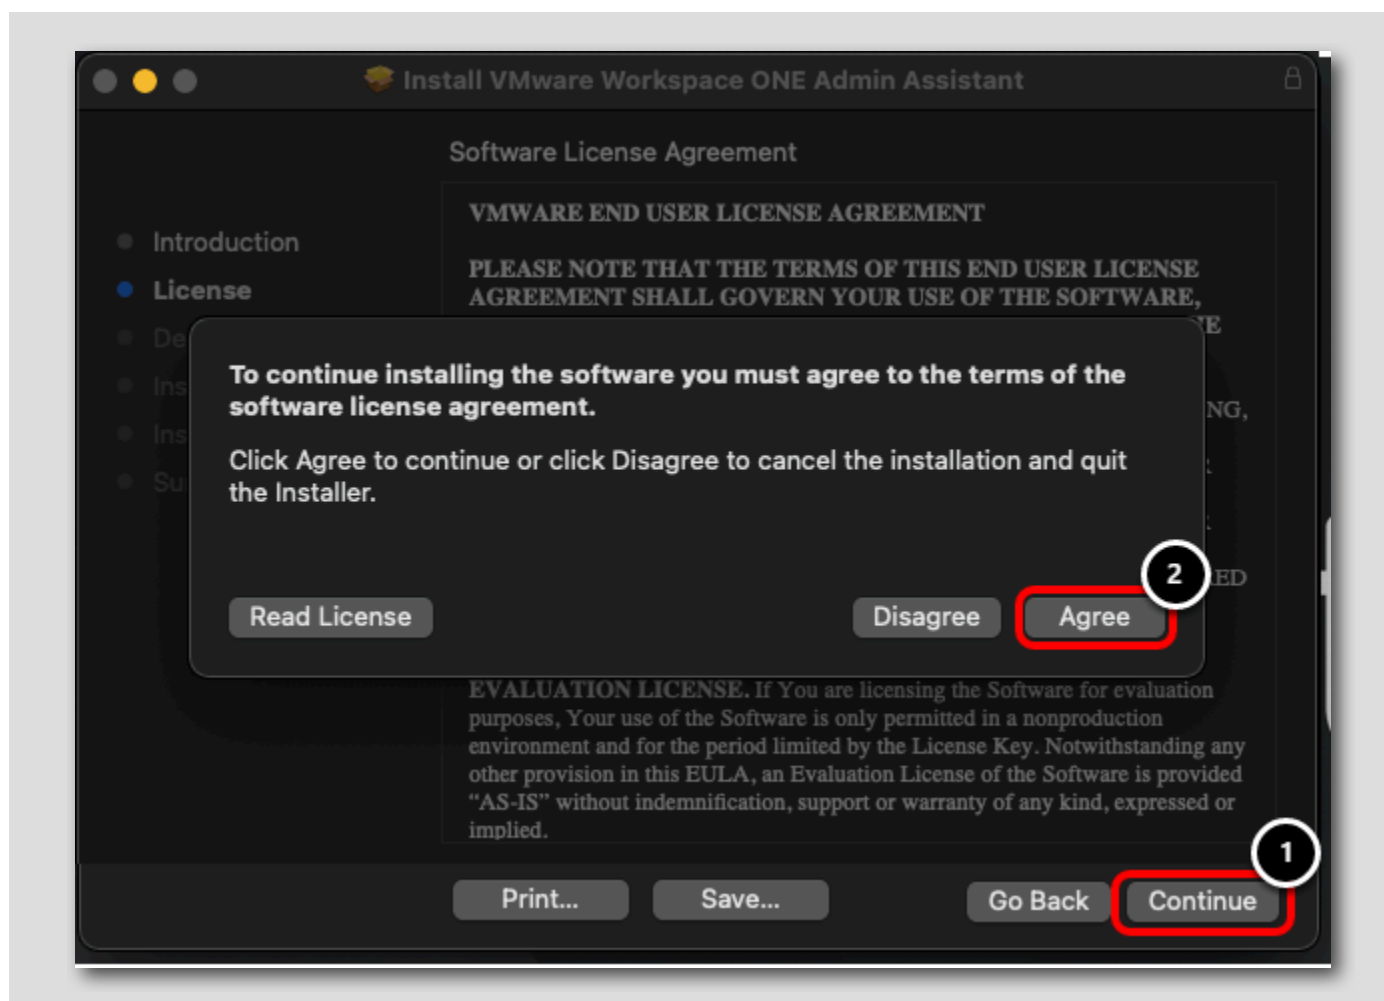 Install VMware Workspace ONE Admin Assistant
Software License Agreement
Introduction
License
De
Ins
Ins
Su
VMWARE END USER LICENSE AGREEMENT
PLEASE NOTE THAT THE TERMS OF THIS END USER LICENSE
AGREEMENT SHALL GOVERN YOUR USE OF THE SOFTWARE,
E
NG,
ED
To continue installing the software you must agree to the terms of the
software license agreement.
Click Agree to continue or click Disagree to cancel the installation and quit
the Installer.
2
Read License
Disagree
Agree
EVALUATION LICENSE. If You are licensing the Software for evaluation
purposes, Your use of the Software is only permitted in a nonproduction
environment and for the period limited by the License Key. Notwithstanding any
other provision in this EULA, an Evaluation License of the Software is provided
“AS-IS” without indemnification, support or warranty of any kind, expressed or
implied.
1
Print...
Save...
Go Back
Continue